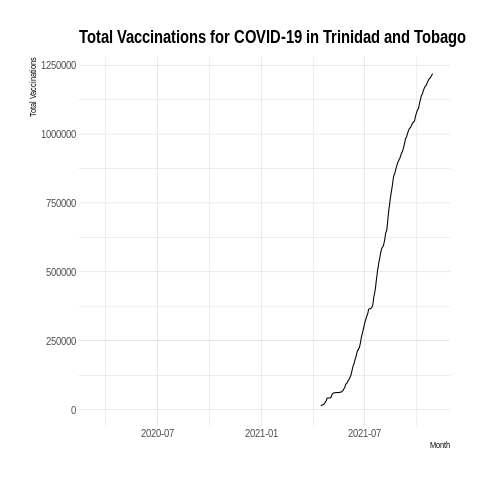 Total Vaccinations for COVID-19 in Trinidad and Tobago
Total Vaccinations
1250000
1000000
750000
500000
250000
0
2020-07 2021-01 2021-07
Month